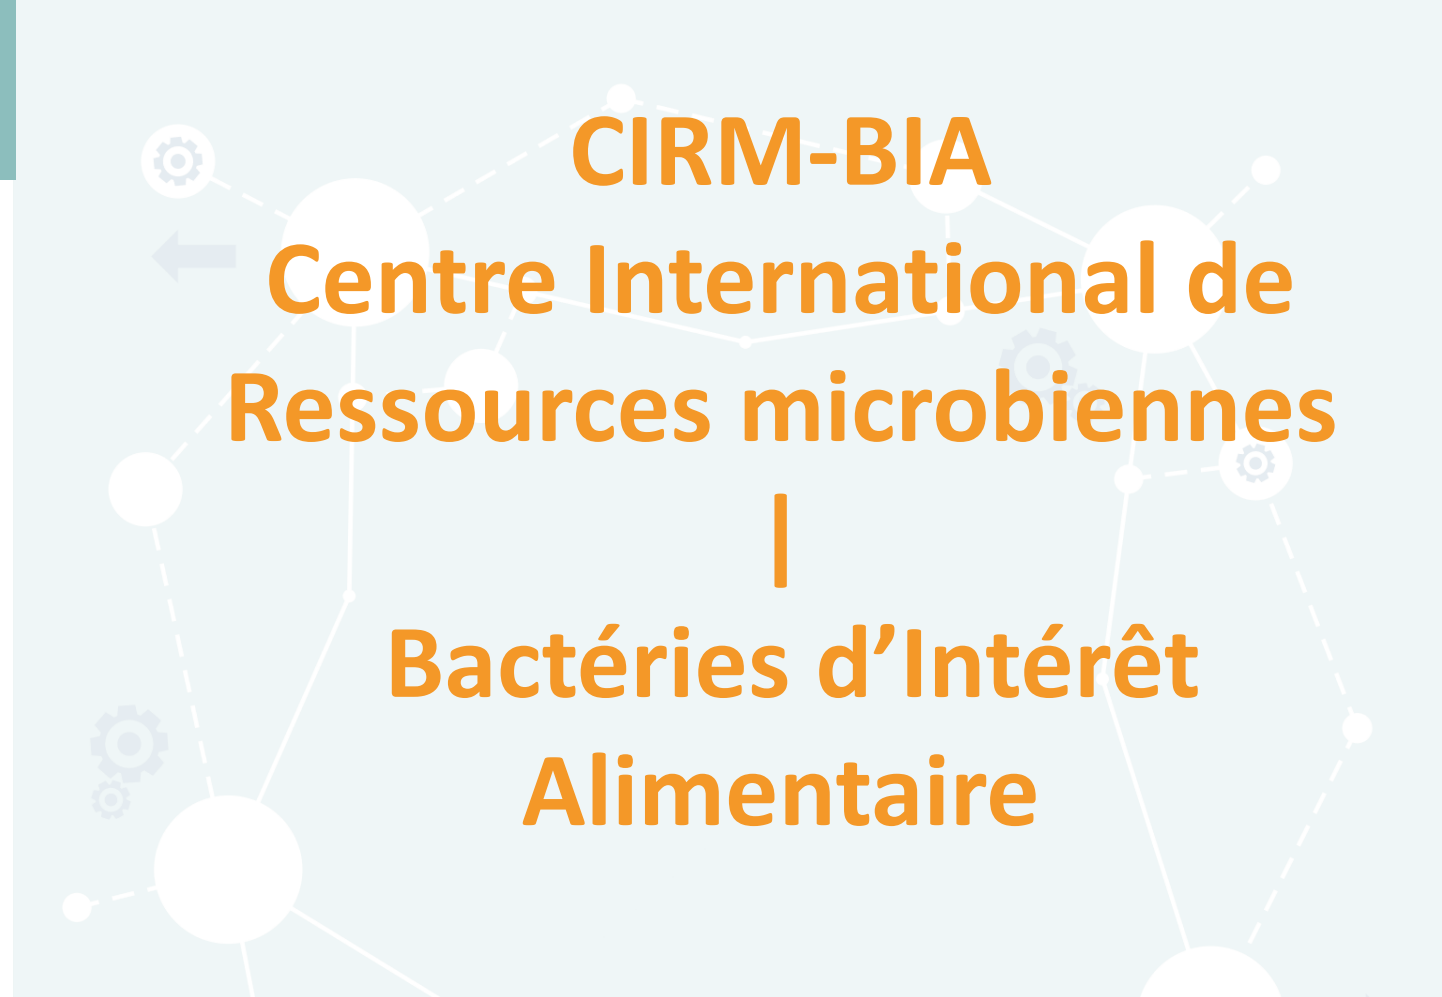 CIRM-BIA
Centre International de
Ressources microbiennes
|
Bactéries d’Intérêt
Alimentaire